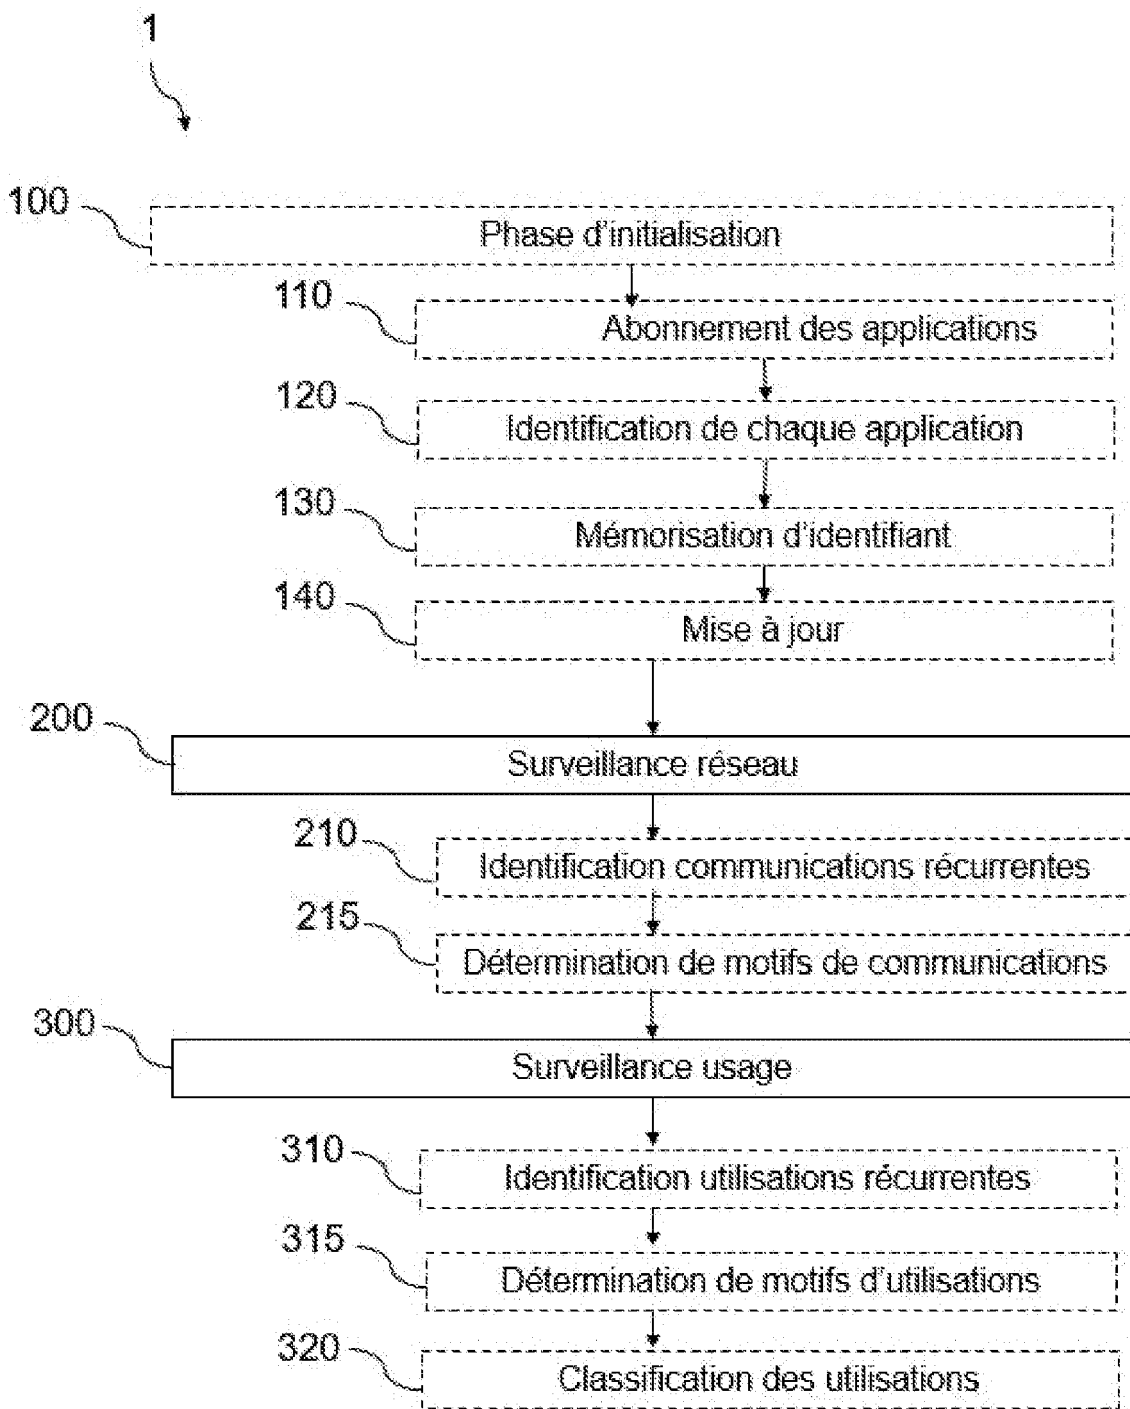 1
100
Phase d'initialisation
110
Abonnement des applications
120
Identification de chaque application
130
Mémorisation d'identifiant
140
Mise à jour
200
Surveillance réseau
210
Identification communications récurrentes
215
Détermination de motifs de communications
300
Surveillance usage
310
Identification utilisations récurrentes
315
Détermination de motifs d'utilisations
320
Classification des utilisations